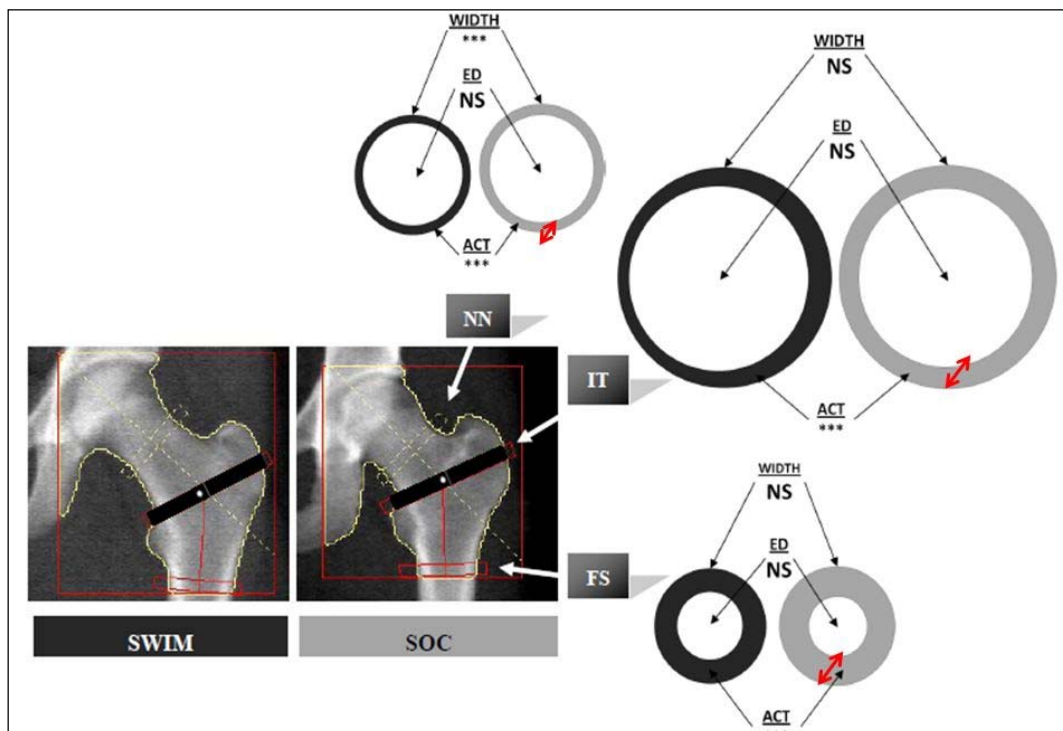 WIDTH
***
ED
NS
ACT
***
WIDTH
NS
ED
NS
ACT
***
NN
IT
WIDTH
NS
ED
NS
FS
ACT
***
SWIM
SOC